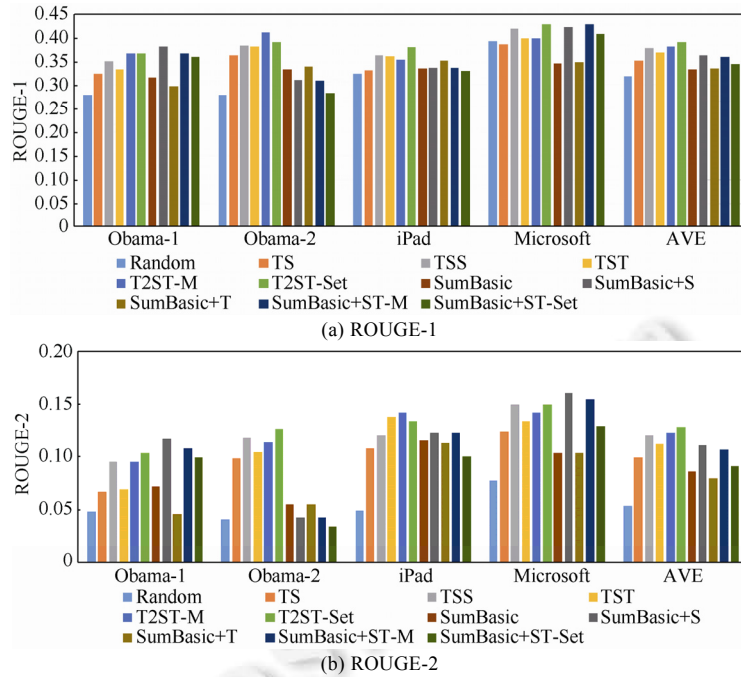 0.45
0.40
0.35
0.30
0.25
0.30
0.15
0.10
0.05
0
ROUGE-1
Obama-1 Obama-2 iPad Microsoft AVE
Random TS TSS TST
T2ST-M T2ST-Set SumBasic SumBasic+S
SumBasic+T SumBasic+ST-M SumBasic+ST-Set
(a) ROUGE-1
0.20
0.15
0.10
0.05
0
ROUGE-2
Obama-1 Obama-2 iPad Microsoft AVE
Random TS TSS TST
T2ST-M T2ST-Set SumBasic SumBasic+S
SumBasic+T SumBasic+ST-M SumBasic+ST-Set
(b) ROUGE-2